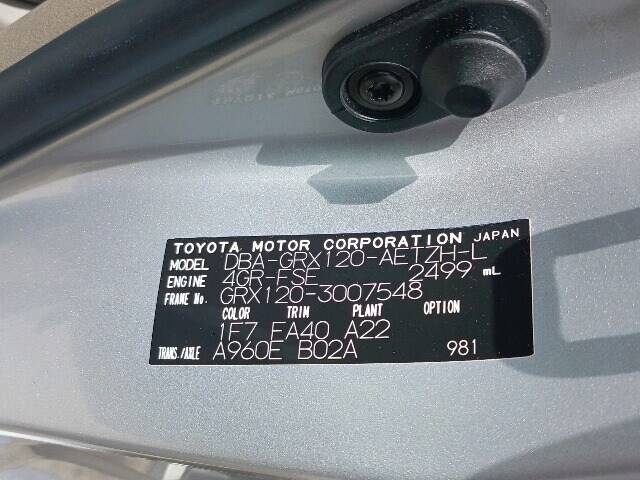 TOYOTA MOTOR CORPORATION JAPAN
MODEL DBA-GRX120-AETZH-L
ENGINE 4GR-FSE 2499 mL
FRAME No. GRX120-3007548
COLOR TRIM PLANT OPTION
1F7 FA40 A22
TRANS./AXLE A960E B02A 981